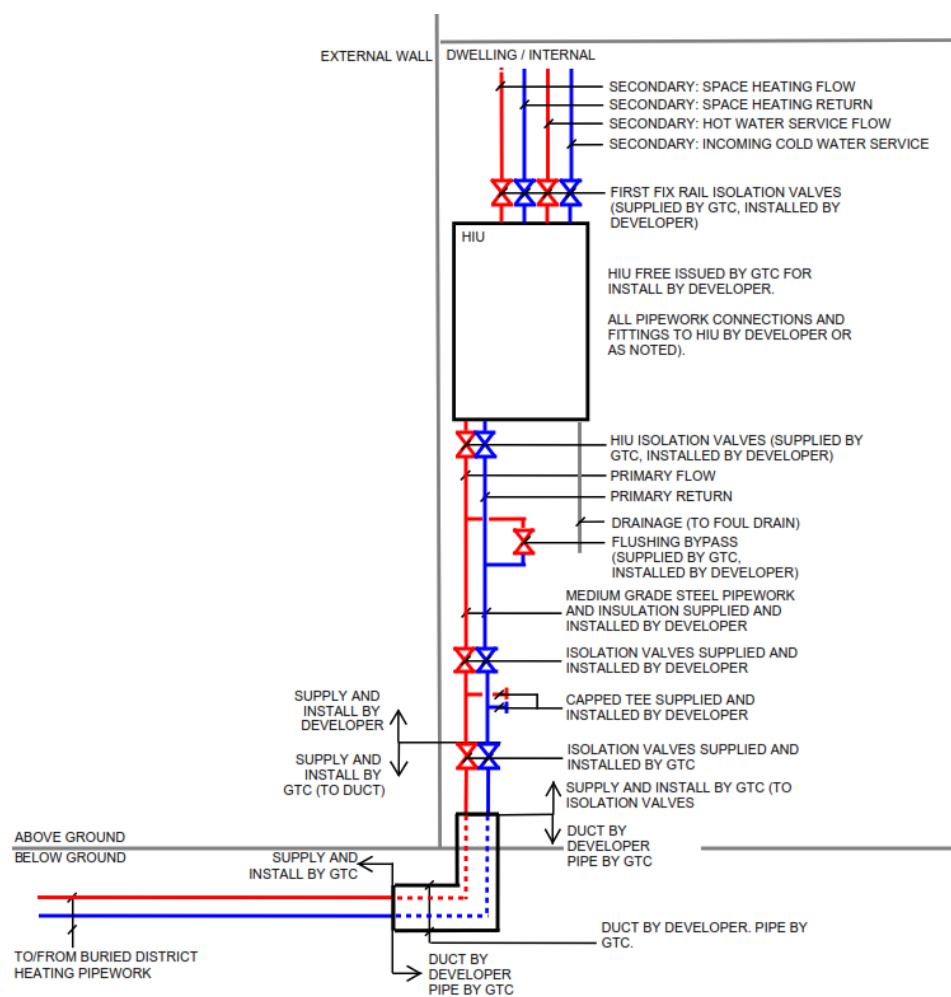 EXTERNAL WALL
DWELLING / INTERNAL
SECONDARY: SPACE HEATING FLOW
SECONDARY: SPACE HEATING RETURN
SECONDARY: HOT WATER SERVICE FLOW
SECONDARY: INCOMING COLD WATER SERVICE
FIRST FIX RAIL ISOLATION VALVES
(SUPPLIED BY GTC, INSTALLED BY
DEVELOPER)
HIU
HIU FREE ISSUED BY GTC FOR
INSTALL BY DEVELOPER.
ALL PIPEWORK CONNECTIONS AND
FITTINGS TO HIU BY DEVELOPER OR
AS NOTED).
HIU ISOLATION VALVES (SUPPLIED BY
GTC, INSTALLED BY DEVELOPER)
PRIMARY FLOW
PRIMARY RETURN
DRAINAGE (TO FOUL DRAIN)
FLUSHING BYPASS
(SUPPLIED BY GTC,
INSTALLED BY DEVELOPER)
MEDIUM GRADE STEEL PIPEWORK
AND INSULATION SUPPLIED AND
INSTALLED BY DEVELOPER
ISOLATION VALVES SUPPLIED AND
INSTALLED BY DEVELOPER
SUPPLY AND
INSTALL BY
DEVELOPER
CAPPED TEE SUPPLIED AND
INSTALLED BY DEVELOPER
SUPPLY AND
INSTALL BY
GTC (TO DUCT)
ISOLATION VALVES SUPPLIED AND
INSTALLED BY GTC
SUPPLY AND INSTALL BY GTC (TO
ISOLATION VALVES
DUCT BY
DEVELOPER
PIPE BY GTC
ABOVE GROUND
BELOW GROUND
SUPPLY AND
INSTALL BY GTC
DUCT BY DEVELOPER. PIPE BY
GTC.
TO/FROM BURIED DISTRICT
HEATING PIPEWORK
DUCT BY
DEVELOPER
PIPE BY GTC